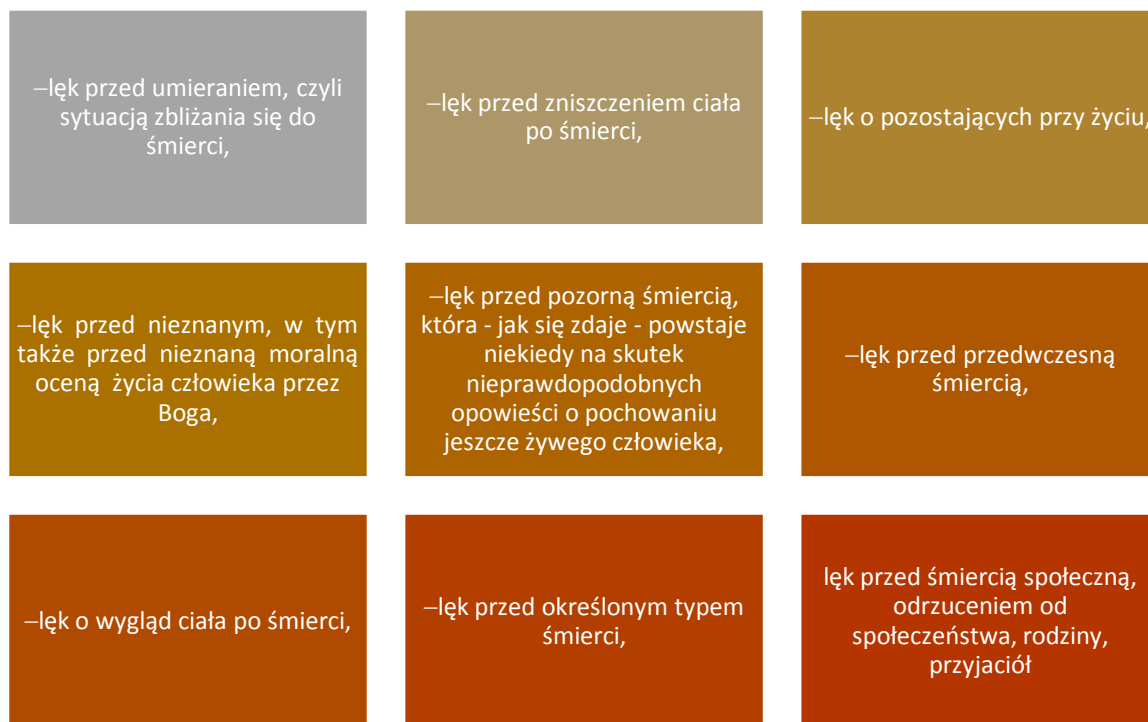 –lęk przed umieraniem, czyli
sytuacją zbliżania się do
śmierci,
–lęk przed zniszczeniem ciała
po śmierci,
–lęk o pozostających przy życiu,
–lęk przed nieznanym, w tym
także przed nieznaną moralną
oceną życia człowieka przez
Boga,
–lęk przed pozorną śmiercią,
która - jak się zdaje - powstaje
niekiedy na skutek
nieprawdopodobnych
opowieści o pochowaniu
jeszcze żywego człowieka,
–lęk przed przedwczesną
śmiercią,
–lęk o wygląd ciała po śmierci,
–lęk przed określonym typem
śmierci,
lęk przed śmiercią społeczną,
odrzuceniem od
społeczeństwa, rodziny,
przyjaciół